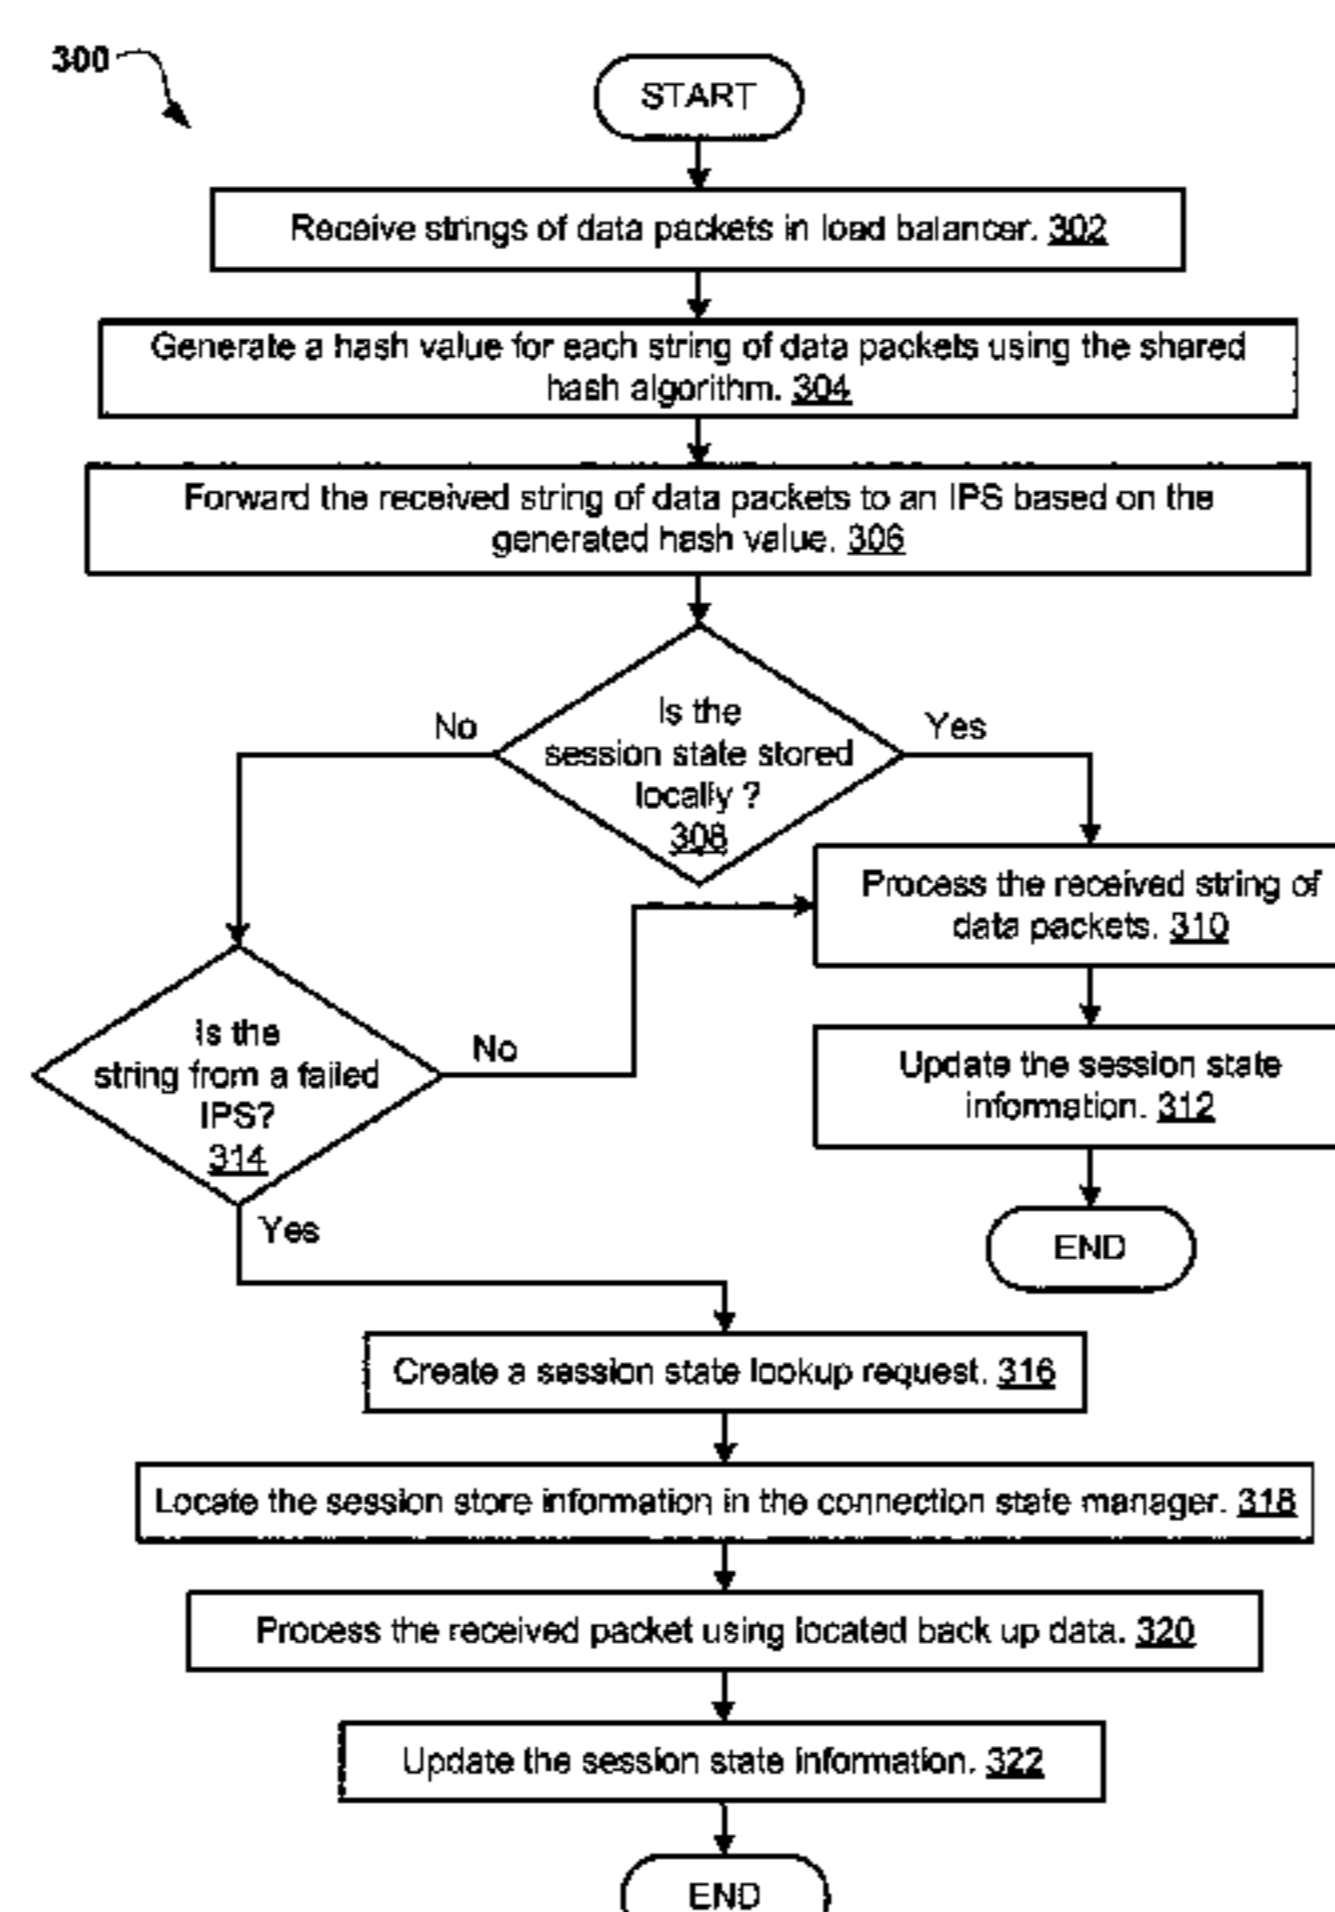 300
START
Receive strings of data packets in load balancer. 302
Generate a hash value for each string of data packets using the shared
hash algorithm. 304
Forward the received string of data packets to an IPS based on the
generated hash value. 306
Is the
session state stored
locally ?
308
No
Yes
Process the received string of
data packets. 310
Is the
string from a failed
IPS?
314
No
Yes
Update the session state
information. 312
END
Create a session state lookup request. 316
Locate the session store information in the connection state manager. 318
Process the received packet using located back up data. 320
Update the session state information. 322
END